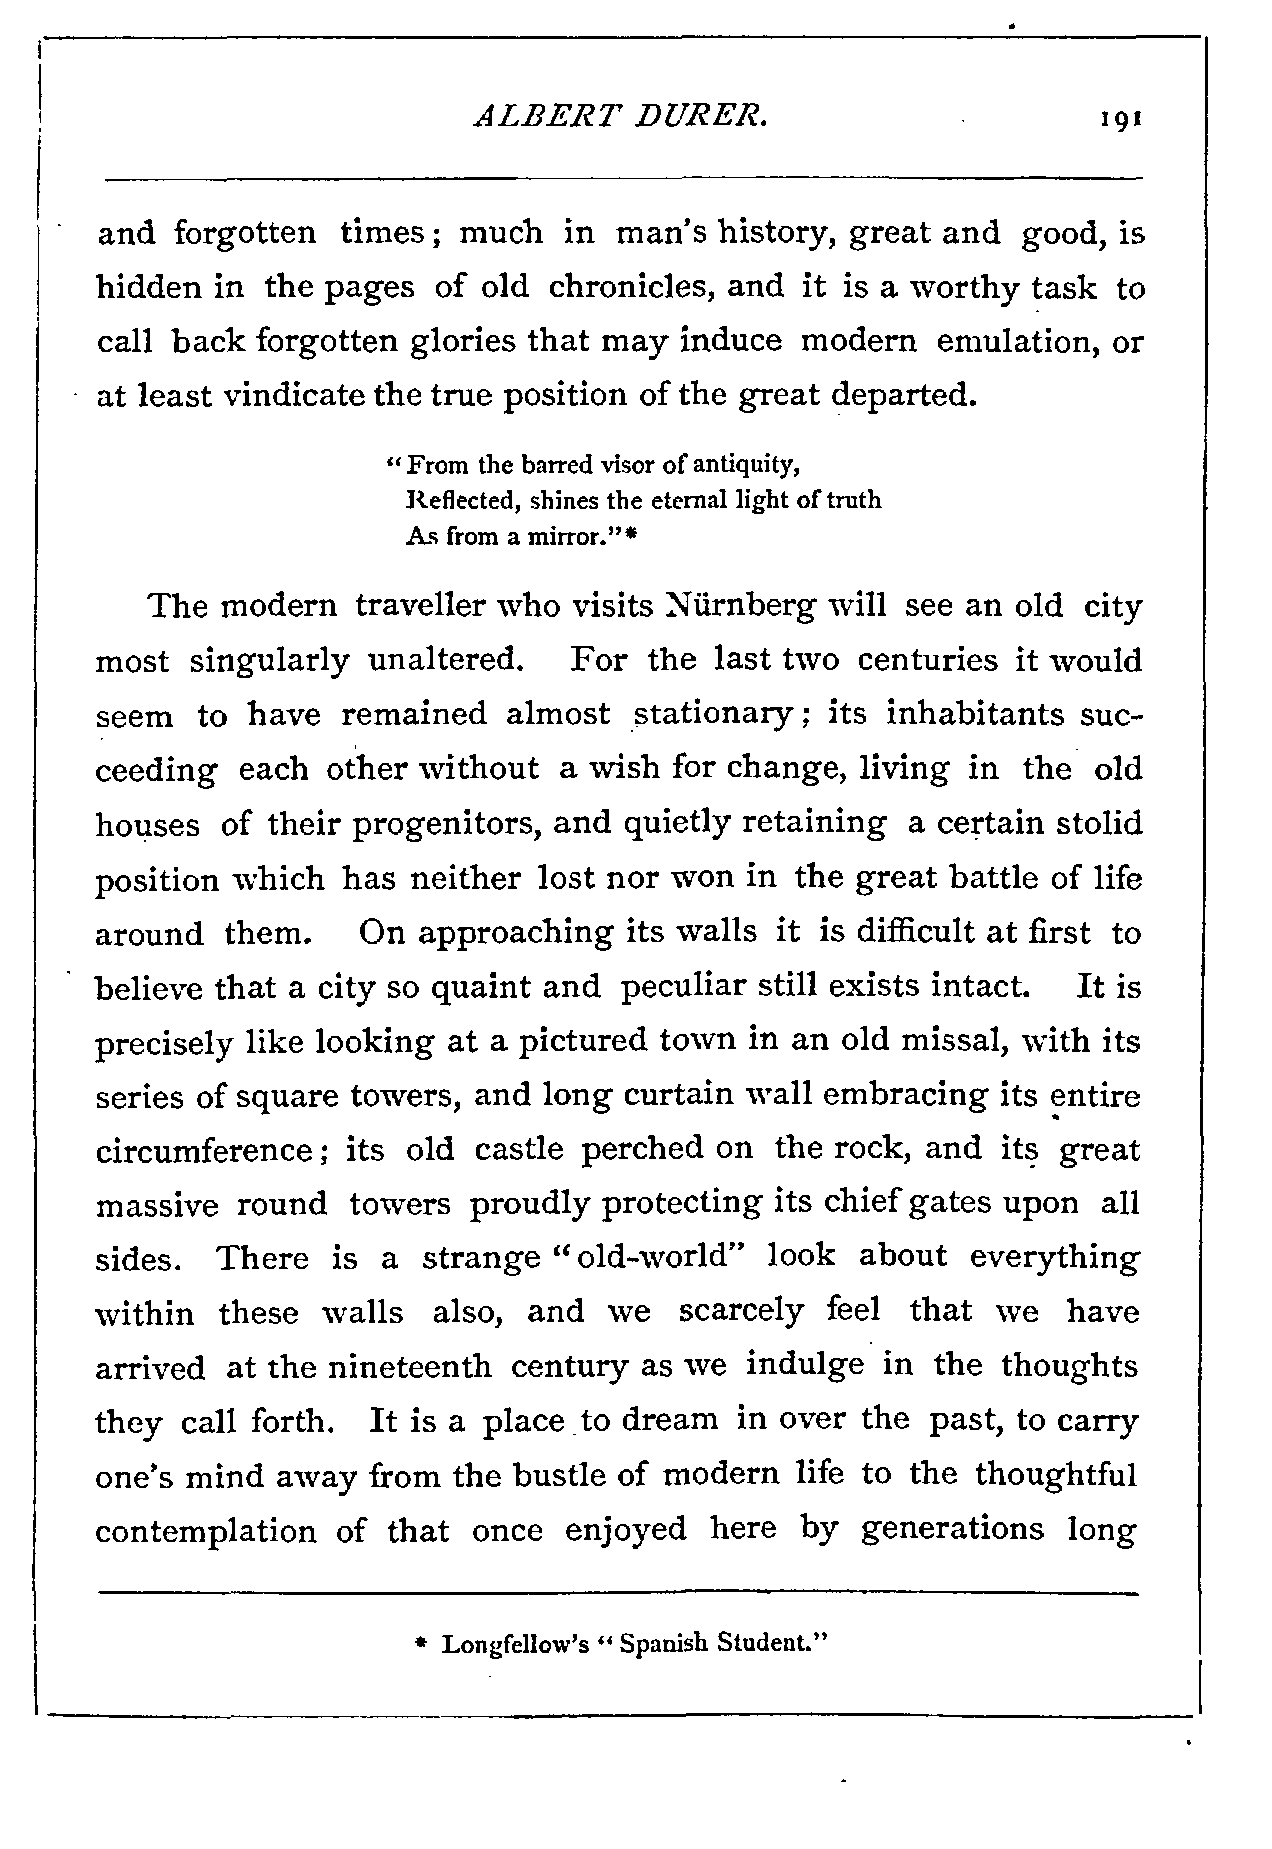 ALBERT DURER. 191
and forgotten times; much in man's history, great and good, is
hidden in the pages of old chronicles, and it is a worthy task to
call back forgotten glories that may induce modern emulation, or
at least vindicate the true position of the great departed.
"From the barred visor of antiquity,
Reflected, shines the eternal light of truth
As from a mirror."*
The modern traveller who visits Nürnberg will see an old city
most singularly unaltered. For the last two centuries it would
seem to have remained almost stationary; its inhabitants suc-
ceeding each other without a wish for change, living in the old
houses of their progenitors, and quietly retaining a certain stolid
position which has neither lost nor won in the great battle of life
around them. On approaching its walls it is difficult at first to
believe that a city so quaint and peculiar still exists intact. It is
precisely like looking at a pictured town in an old missal, with its
series of square towers, and long curtain wall embracing its entire
circumference; its old castle perched on the rock, and its great
massive round towers proudly protecting its chief gates upon all
sides. There is a strange "old-world" look about everything
within these walls also, and we scarcely feel that we have
arrived at the nineteenth century as we indulge in the thoughts
they call forth. It is a place to dream in over the past, to carry
one's mind away from the bustle of modern life to the thoughtful
contemplation of that once enjoyed here by generations long
* Longfellow's "Spanish Student."